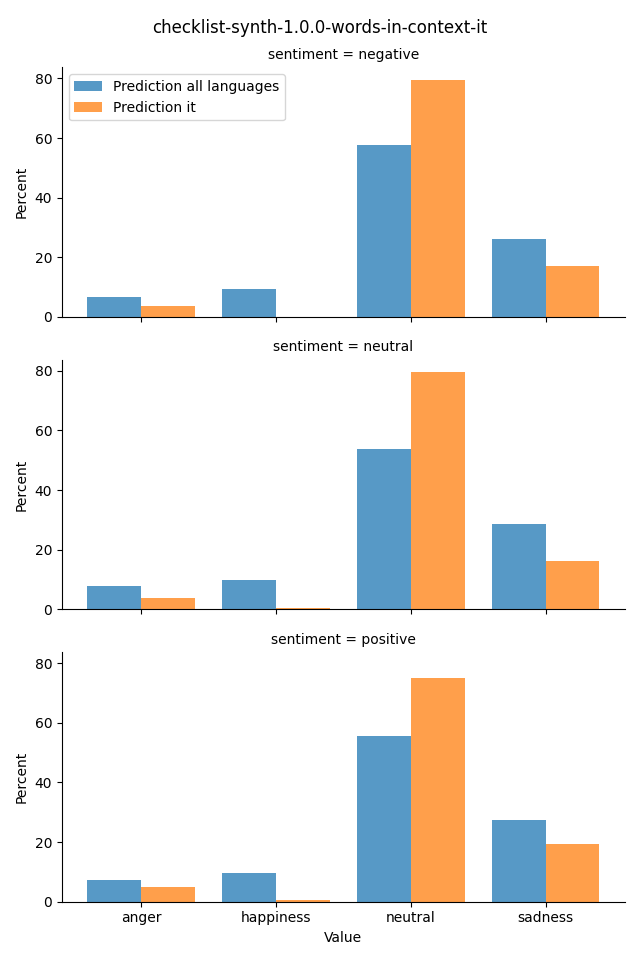 checklist-synth-1.0.0-words-in-context-it
sentiment = negative
80
60
40
20
0
Percent
Prediction all languages
Prediction it
sentiment = neutral
80
60
40
20
0
Percent
sentiment = positive
80
60
40
20
0
Percent
anger happiness neutral sadness
Value